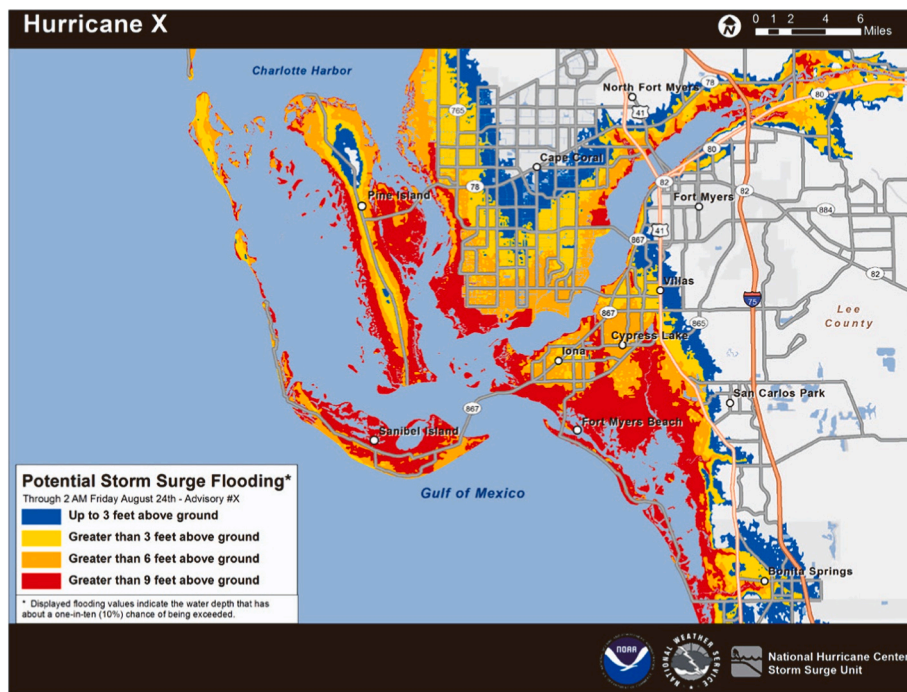 Hurricane X
N
0 1 2 4 6
Miles
Charlotte Harbor
North Fort Myers
78
80
41
765
Cape Coral
80
78
Pine Island
82
82
Fort Myers
884
867
41
82
Villas
75
867
865
Lee
County
Cypress Lake
Iona
San Carlos Park
867
Fort Myers Beach
Sanibel Island
Gulf of Mexico
Bonita Springs
Potential Storm Surge Flooding*
Through 2 AM Friday August 24th - Advisory #X
Up to 3 feet above ground
Greater than 3 feet above ground
Greater than 6 feet above ground
Greater than 9 feet above ground
* Displayed flooding values indicate the water depth that has
about a one-in-ten (10%) chance of being exceeded.
NOAA
NATIONAL WEATHER SERVICE
National Hurricane Center
Storm Surge Unit